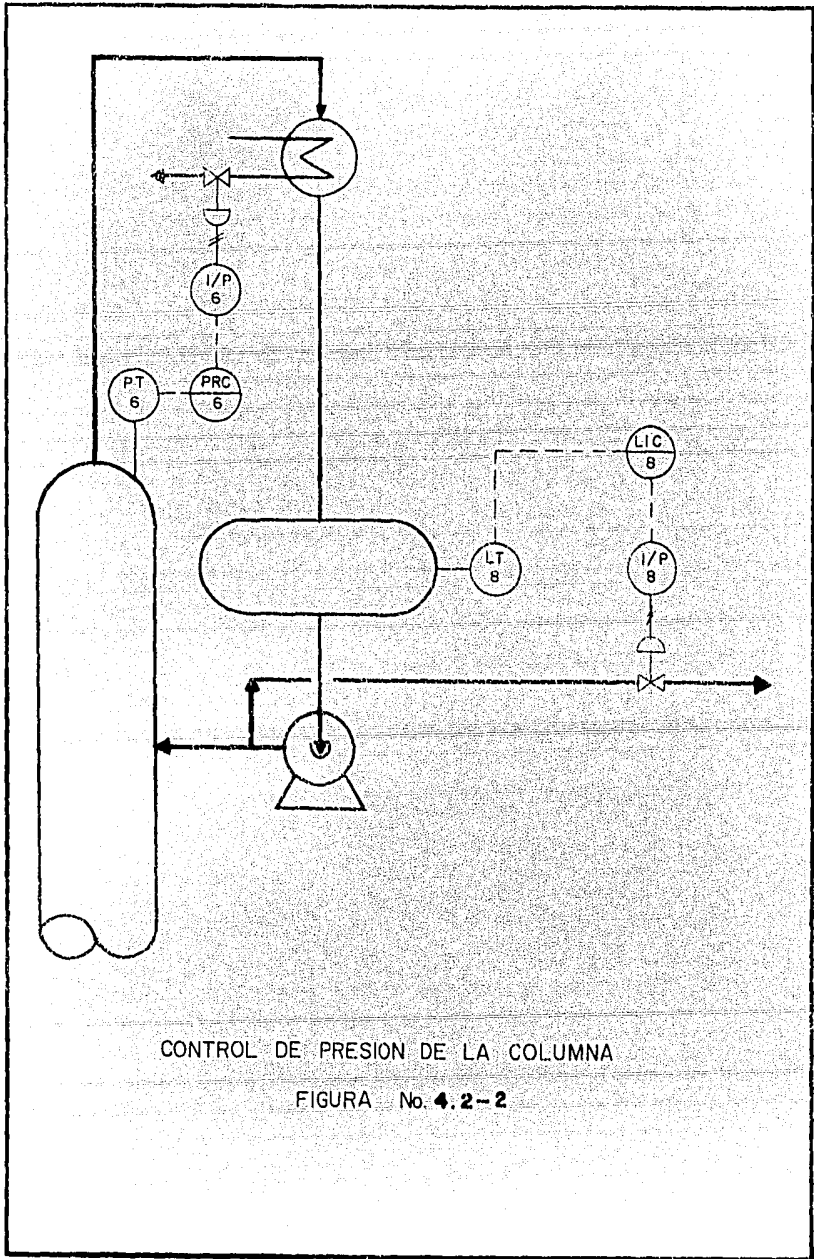 I/P
6
PT
6
PRC
6
LIC
8
LT
8
I/P
8
CONTROL DE PRESION DE LA COLUMNA
FIGURA No. 4.2-2